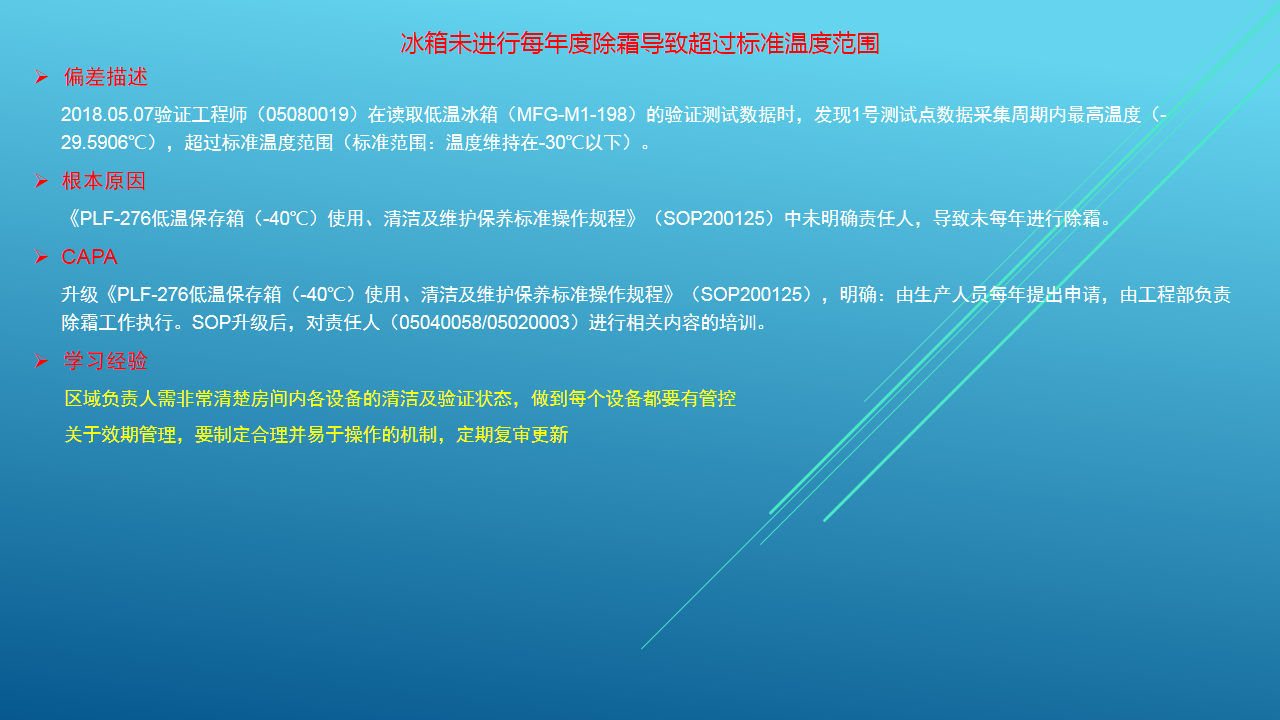 冰箱未进行每年度除霜导致超过标准温度范围
偏差描述
2018.05.07验证工程师（05080019）在读取低温冰箱（MFG-M1-198）的验证测试数据时，发现1号测试点数据采集周期内最高温度（-
29.5906℃），超过标准温度范围（标准范围：温度维持在-30℃以下）。
根本原因
《PLF-276低温保存箱（-40℃）使用、清洁及维护保养标准操作规程》（SOP200125）中未明确责任人，导致未每年进行除霜。
CAPA
升级《PLF-276低温保存箱（-40℃）使用、清洁及维护保养标准操作规程》（SOP200125），明确：由生产人员每年提出申请，由工程部负责
除霜工作执行。SOP升级后，对责任人（05040058/05020003）进行相关内容的培训。
学习经验
区域负责人需非常清楚房间内各设备的清洁及验证状态，做到每个设备都要有管控
关于效期管理，要制定合理并易于操作的机制，定期复审更新